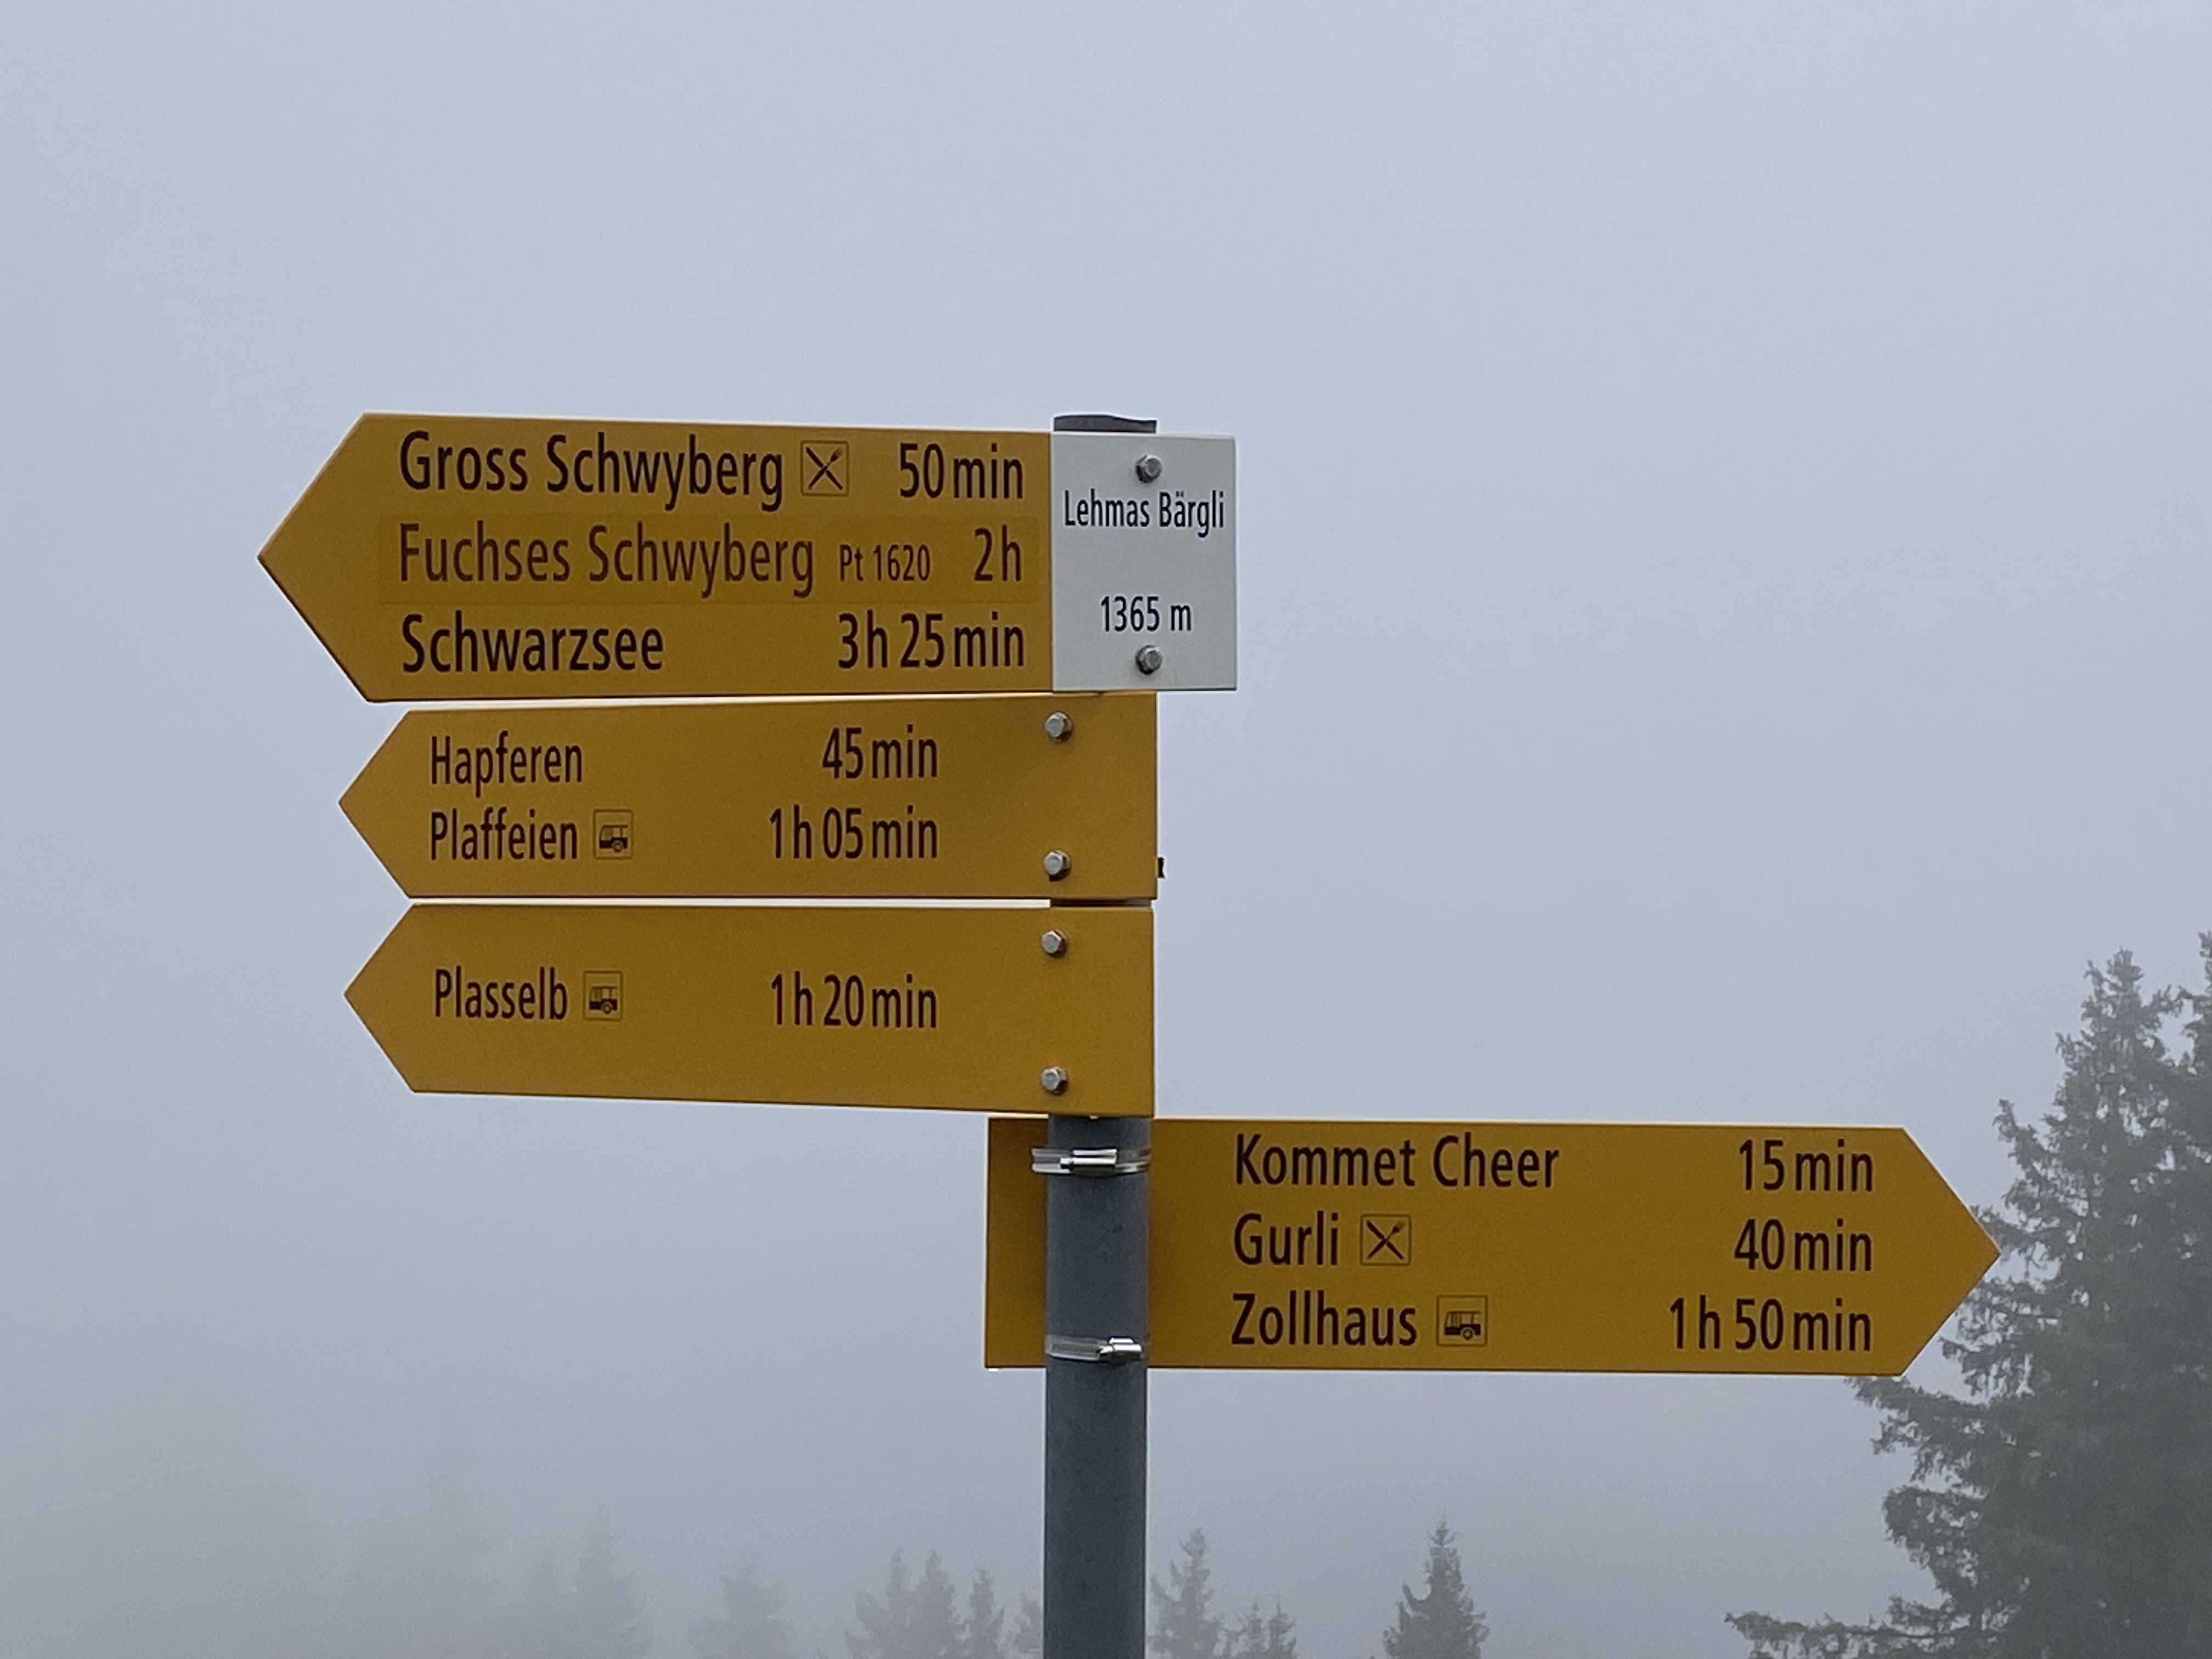 Gross Schwyberg 50 min
Fuchses Schwyberg Pt 1620 2 h
Schwarzsee 3 h 25 min
Lehmas Bärgli
1365 m
Hapferen 45 min
Plaffeien 1 h 05 min
Plasselb 1 h 20 min
Kommet Cheer 15 min
Gurli 40 min
Zollhaus 1 h 50 min